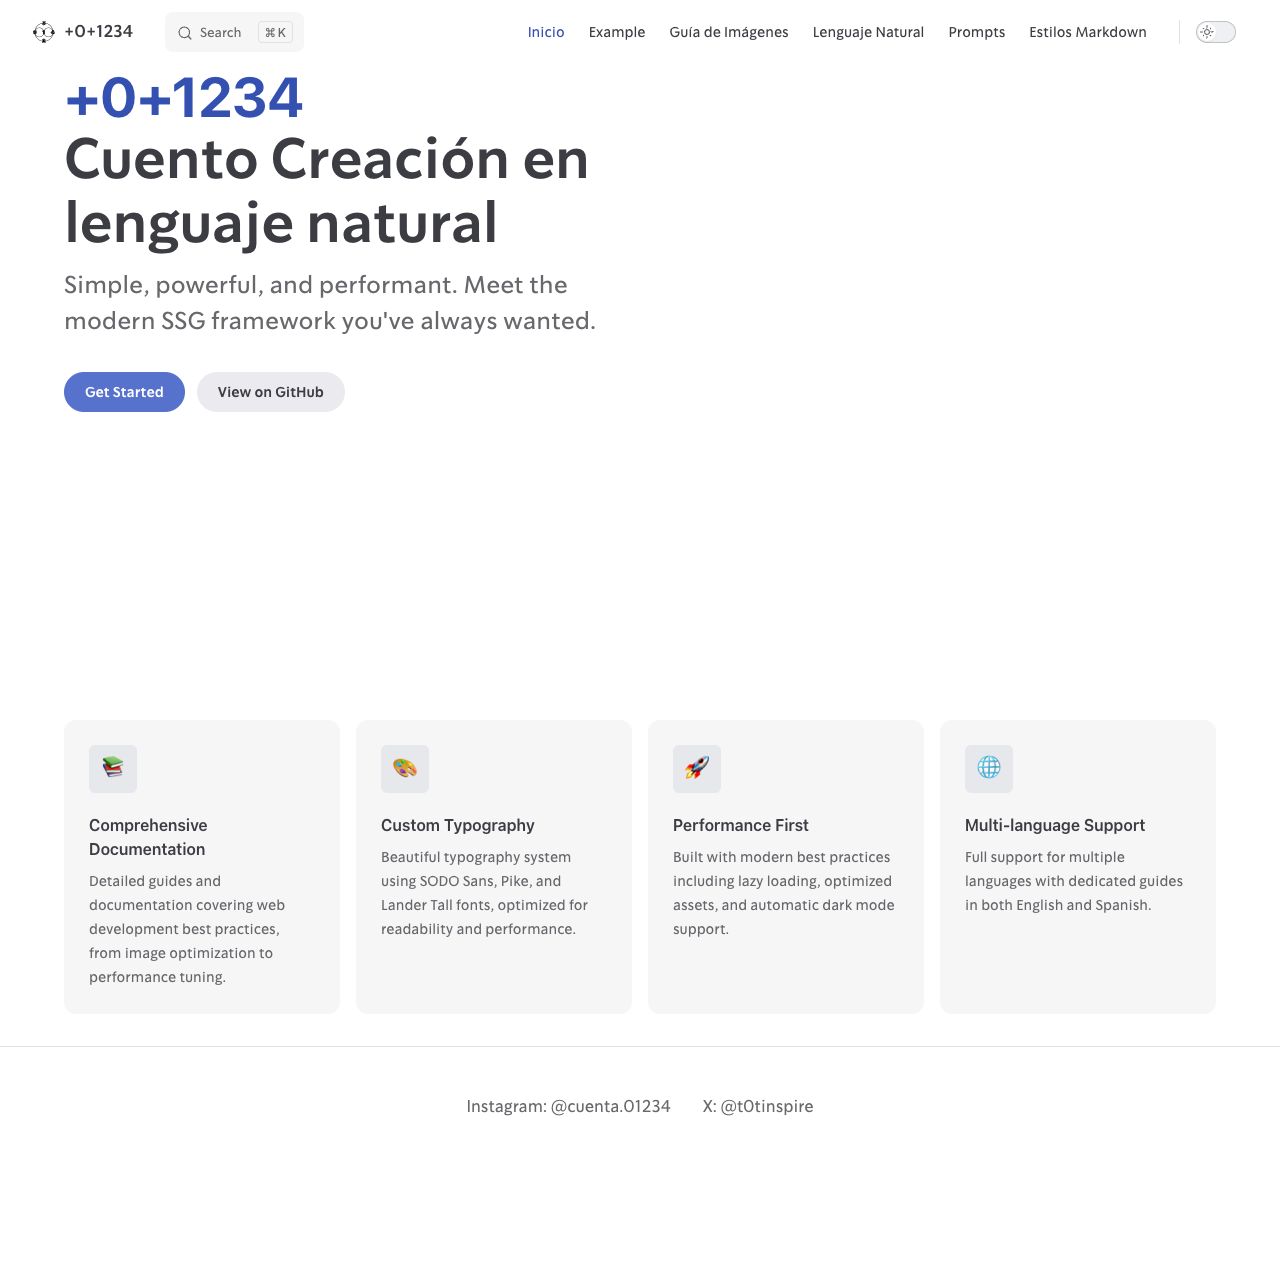 +0+1234
Search ⌘ K
Inicio Example Guía de Imágenes Lenguaje Natural Prompts Estilos Markdown
+0+1234
Cuento Creación en
lenguaje natural
Simple, powerful, and performant. Meet the
modern SSG framework you've always wanted.
Get Started
View on GitHub
Comprehensive
Documentation
Detailed guides and
documentation covering web
development best practices,
from image optimization to
performance tuning.
Custom Typography
Beautiful typography system
using SODO Sans, Pike, and
Lander Tall fonts, optimized for
readability and performance.
Performance First
Built with modern best practices
including lazy loading, optimized
assets, and automatic dark mode
support.
Multi-language Support
Full support for multiple
languages with dedicated guides
in both English and Spanish.
Instagram: @cuenta.01234 X: @t0tinspire